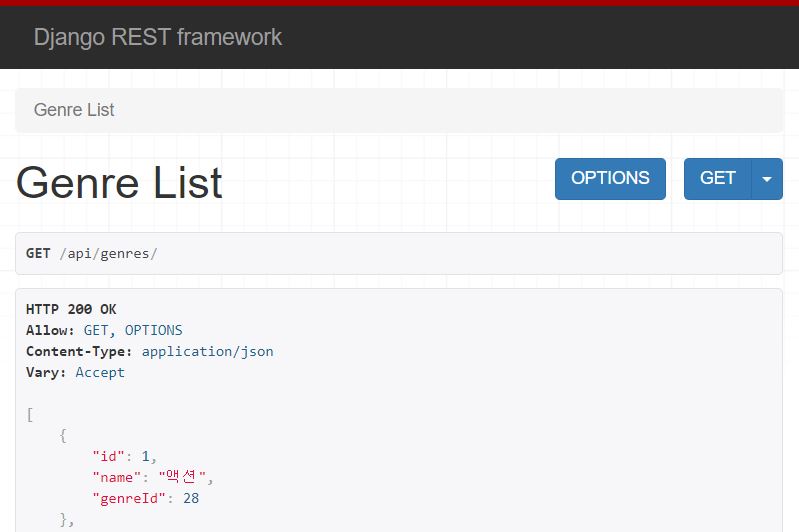 Django REST framework
Genre List
Genre List
OPTIONS
GET
GET /api/genres/
HTTP 200 OK
Allow: GET, OPTIONS
Content-Type: application/json
Vary: Accept
[
    {
        "id": 1,
        "name": "액션",
        "genreId": 28
    },